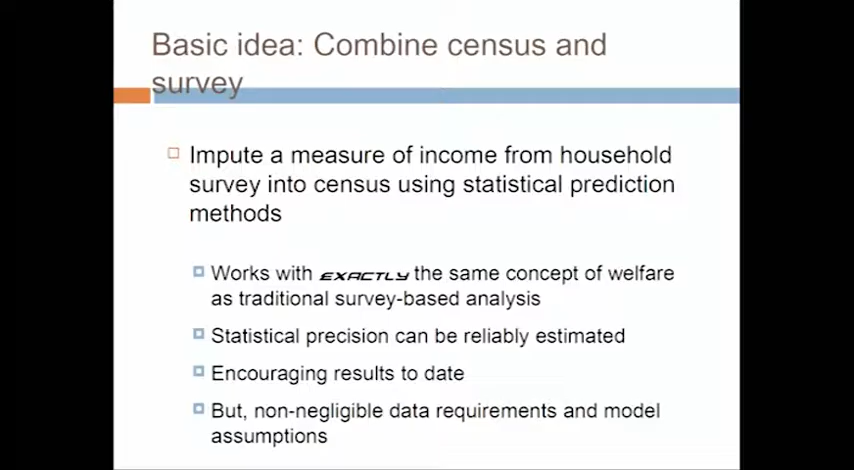 Basic idea: Combine census and
survey
Impute a measure of income from household
survey into census using statistical prediction
methods
Works with EXACTLY the same concept of welfare
as traditional survey-based analysis
Statistical precision can be reliably estimated
Encouraging results to date
But, non-negligible data requirements and model
assumptions